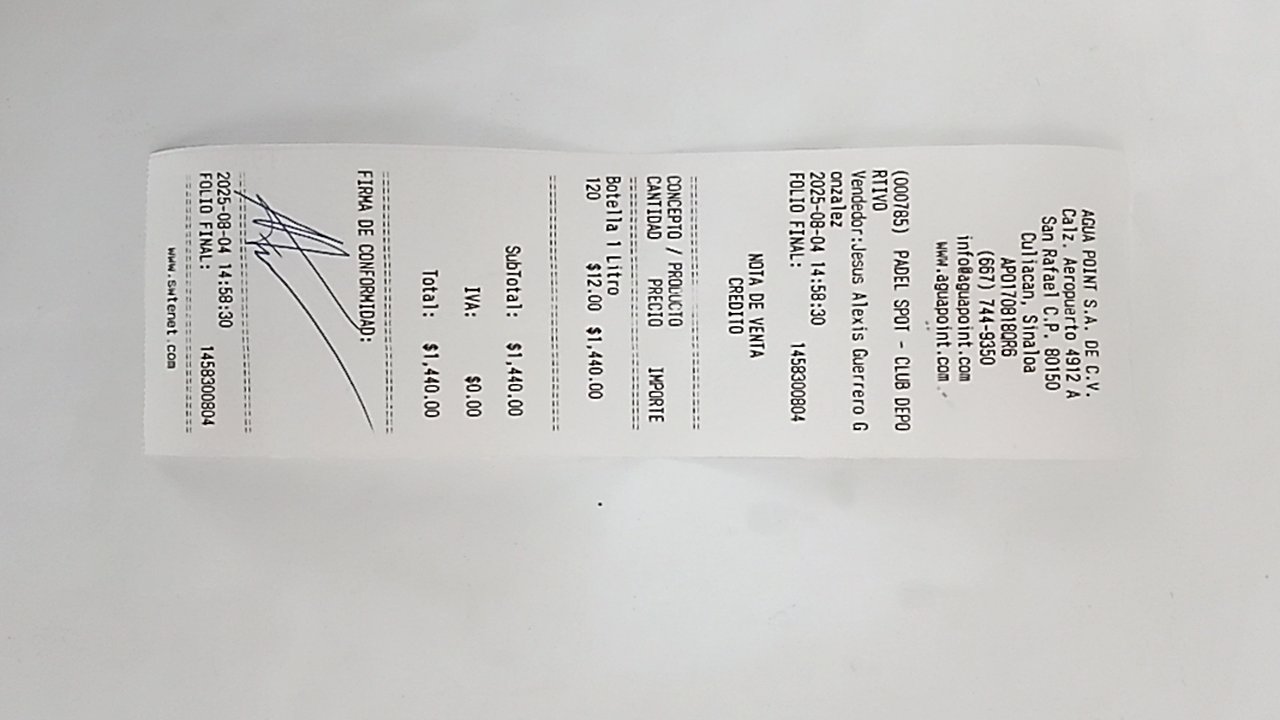 AGUA POINT S.A. DE C.V.
Calz. Aeropuerto 4912 A
San Rafael C.P. 80150
Culiacan, Sinaloa
APO170818QR6
(667) 744-9350
info@aguapoint.com
www.aguapoint.com
(000785) PADEL SPOT - CLUB DEPO
RTIVO
Vendedor:Jesus Alexis Guerrero G
onzalez
2025-08-04 14:58:30
FOLIO FINAL: 1458300804
NOTA DE VENTA
CREDITO
================================
CONCEPTO / PRODUCTO
CANTIDAD PRECIO IMPORTE
================================
Botella 1 Litro
120 $12.00 $1,440.00
================================
SubTotal: $1,440.00
IVA: $0.00
Total: $1,440.00
================================
FIRMA DE CONFORMIDAD:
================================
2025-08-04 14:58:30
FOLIO FINAL: 1458300804
================================
www.swtenet.com